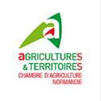 AGRICULTURES
& TERRITOIRES
CHAMBRE D'AGRICULTURE
NORMANDIE